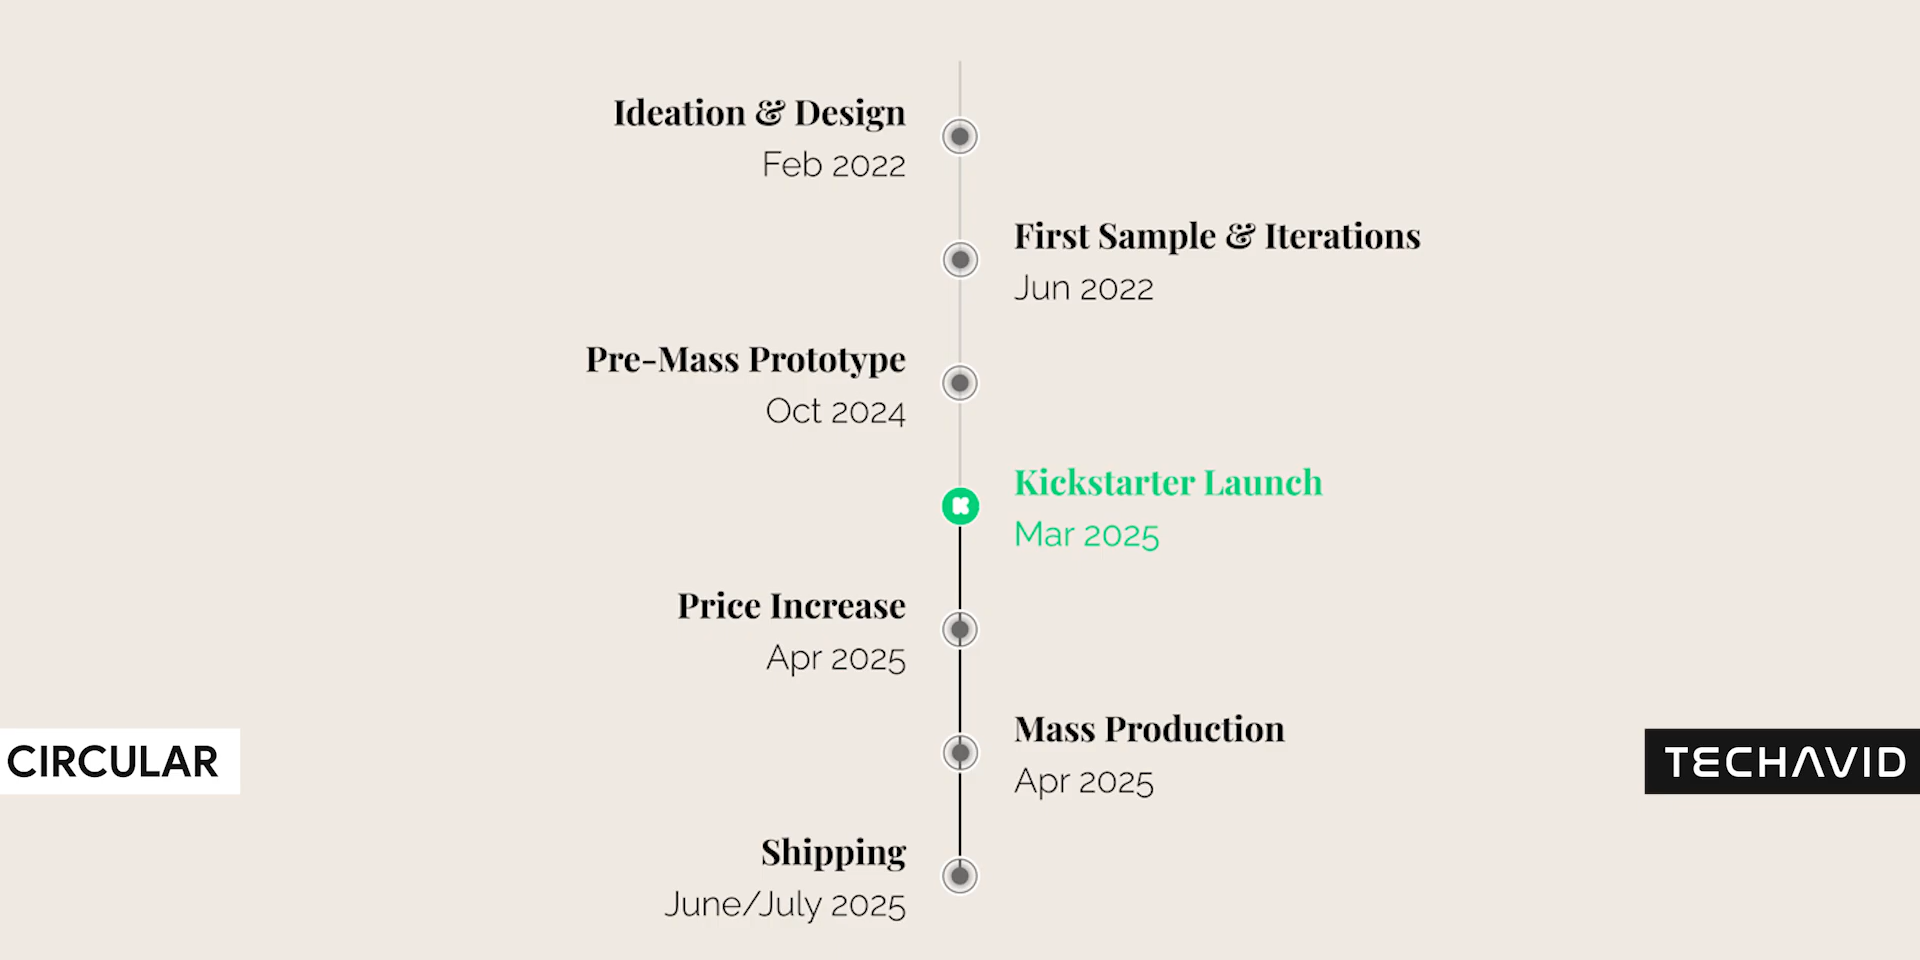 Ideation & Design
Feb 2022
First Sample & Iterations
Jun 2022
Pre-Mass Prototype
Oct 2024
Kickstarter Launch
Mar 2025
Price Increase
Apr 2025
Mass Production
Apr 2025
CIRCULAR
TECHAVID
Shipping
June/July 2025